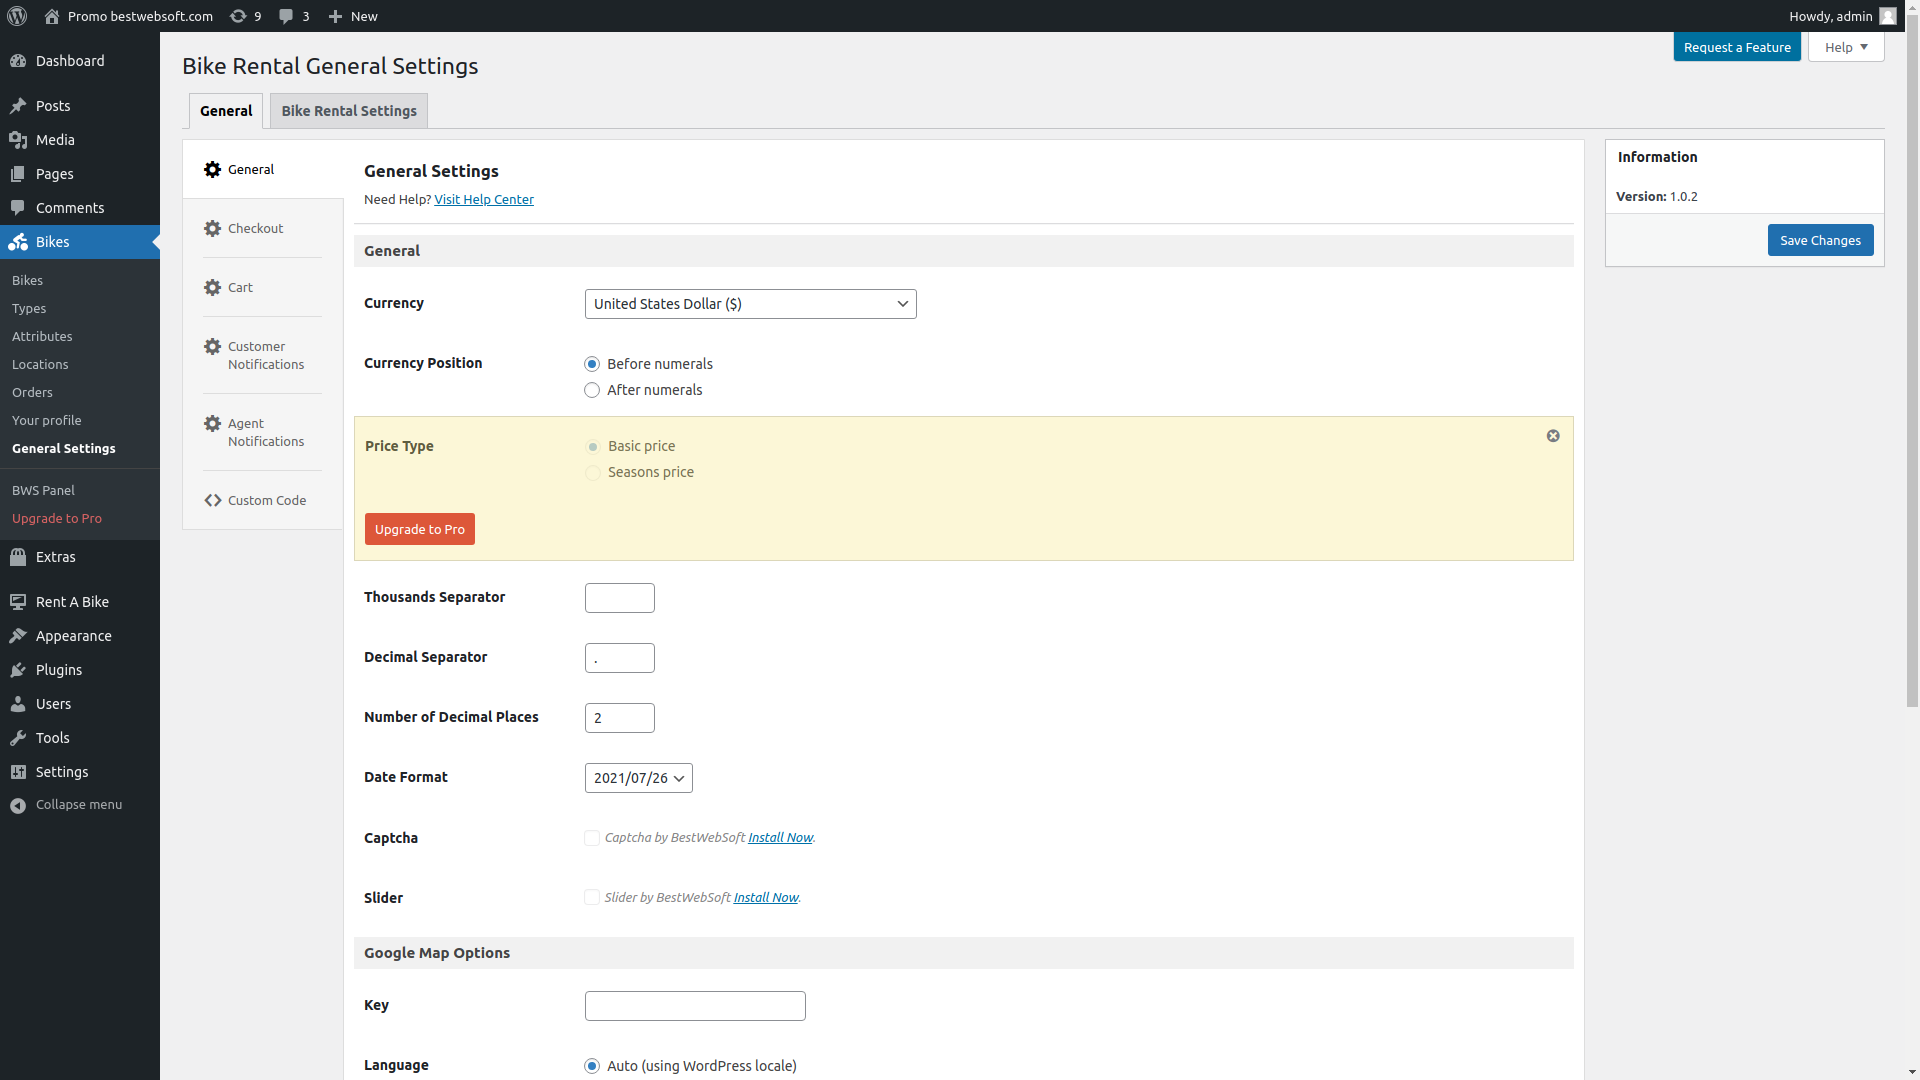 Promo bestwebsoft.com 9 3 New Howdy, admin
Request a Feature Help
Bike Rental General Settings
General Bike Rental Settings
Dashboard
Posts
Media
Pages
Comments
Bikes
Bikes
Types
Attributes
Locations
Orders
Your profile
General Settings
BWS Panel
Upgrade to Pro
Extras
Rent A Bike
Appearance
Plugins
Users
Tools
Settings
Collapse menu
General
Checkout
Cart
Customer
Notifications
Agent
Notifications
Custom Code
General Settings
Need Help? Visit Help Center
General
Currency United States Dollar ($)
Currency Position Before numerals
After numerals
Price Type Basic price
Seasons price
Upgrade to Pro
Thousands Separator
Decimal Separator .
Number of Decimal Places 2
Date Format 2021/07/26
Captcha Captcha by BestWebSoft Install Now.
Slider Slider by BestWebSoft Install Now.
Google Map Options
Key
Language Auto (using WordPress locale)
Information
Version: 1.0.2
Save Changes